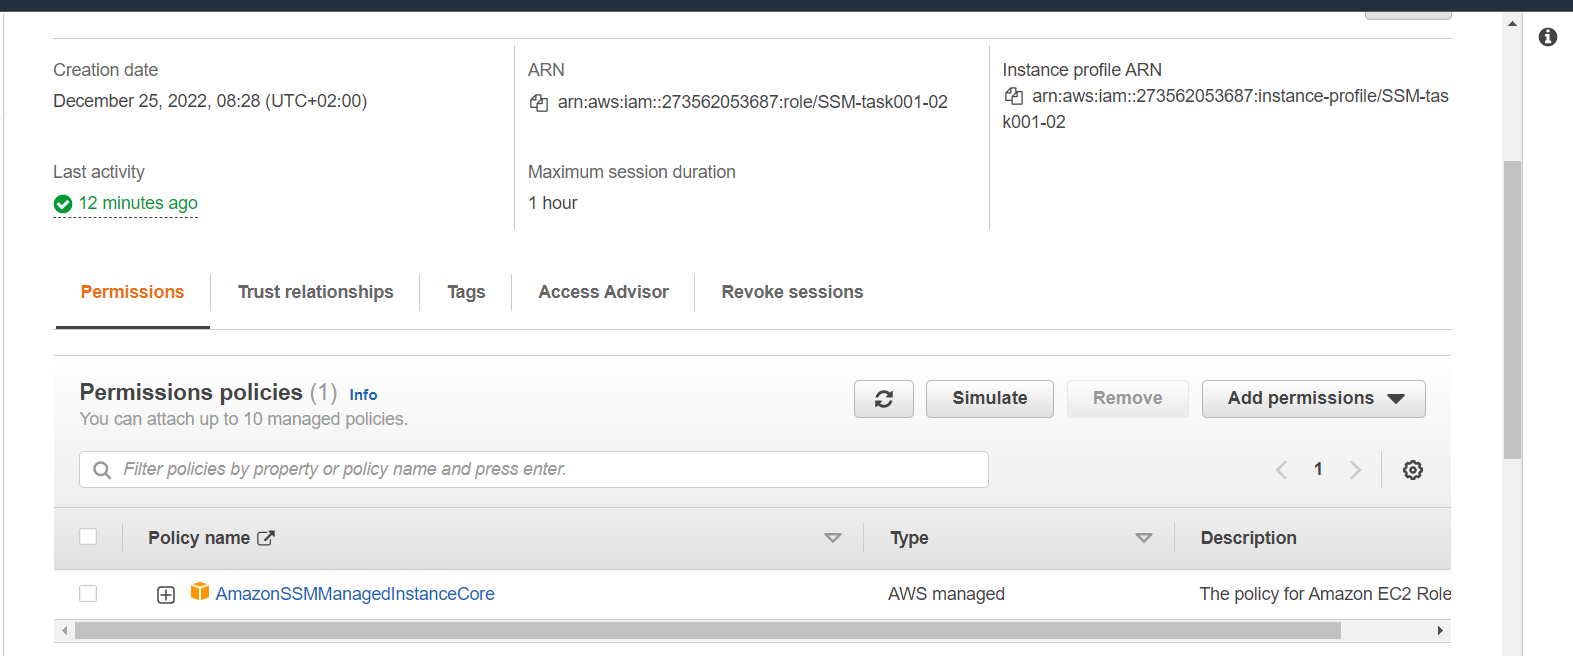 Creation date
December 25, 2022, 08:28 (UTC+02:00)
ARN
arn:aws:iam::273562053687:role/SSM-task001-02
Instance profile ARN
arn:aws:iam::273562053687:instance-profile/SSM-tas
k001-02
Last activity
12 minutes ago
Maximum session duration
1 hour
Permissions
Trust relationships
Tags
Access Advisor
Revoke sessions
Permissions policies (1) Info
You can attach up to 10 managed policies.
Simulate
Remove
Add permissions
Filter policies by property or policy name and press enter.
1
Policy name
Type
Description
AmazonSSMManagedInstanceCore
AWS managed
The policy for Amazon EC2 Role